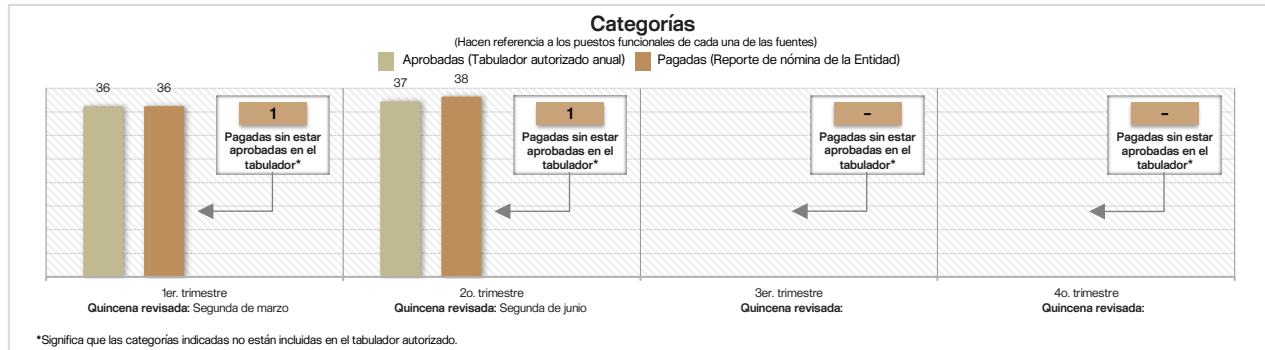 Categorías
(Hacen referencia a los puestos funcionales de cada una de las fuentes)
Aprobadas (Tabulador autorizado anual) Pagadas (Reporte de nómina de la Entidad)
36 36
1
Pagadas sin estar
aprobadas en el
tabulador*
37 38
1
Pagadas sin estar
aprobadas en el
tabulador*
-
Pagadas sin estar
aprobadas en el
tabulador*
-
Pagadas sin estar
aprobadas en el
tabulador*
1er. trimestre
Quincena revisada: Segunda de marzo
2o. trimestre
Quincena revisada: Segunda de junio
3er. trimestre
Quincena revisada:
4o. trimestre
Quincena revisada:
*Significa que las categorías indicadas no están incluidas en el tabulador autorizado.